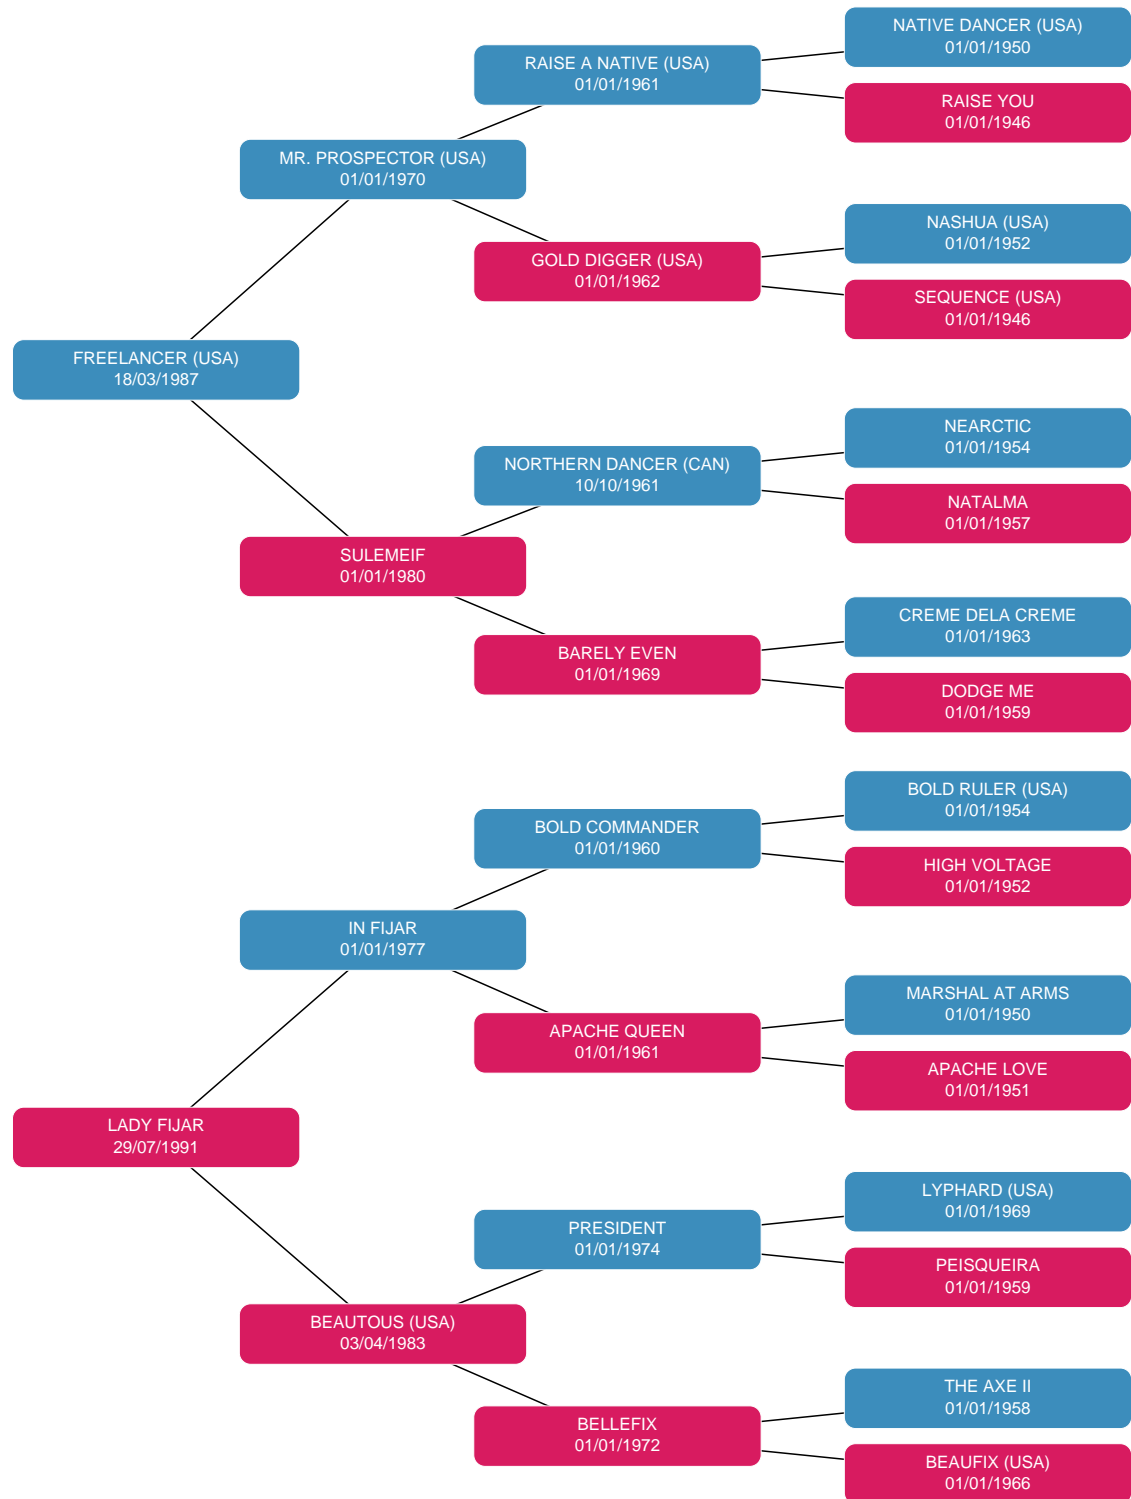 NATIVE DANCER (USA)
01/01/1950
RAISE A NATIVE (USA)
01/01/1961
RAISE YOU
01/01/1946
MR. PROSPECTOR (USA)
01/01/1970
NASHUA (USA)
01/01/1952
GOLD DIGGER (USA)
01/01/1962
SEQUENCE (USA)
01/01/1946
FREELANCER (USA)
18/03/1987
NEARCTIC
01/01/1954
NORTHERN DANCER (CAN)
10/10/1961
NATALMA
01/01/1957
SULEMEIF
01/01/1980
CREME DELA CREME
01/01/1963
BARELY EVEN
01/01/1969
DODGE ME
01/01/1959
BOLD RULER (USA)
01/01/1954
BOLD COMMANDER
01/01/1960
HIGH VOLTAGE
01/01/1952
IN FIJAR
01/01/1977
MARSHAL AT ARMS
01/01/1950
APACHE QUEEN
01/01/1961
APACHE LOVE
01/01/1951
LADY FIJAR
29/07/1991
LYPHARD (USA)
01/01/1969
PRESIDENT
01/01/1974
PEISQUEIRA
01/01/1959
BEAUTOUS (USA)
03/04/1983
THE AXE II
01/01/1958
BELLEFIX
01/01/1972
BEAUFIX (USA)
01/01/1966